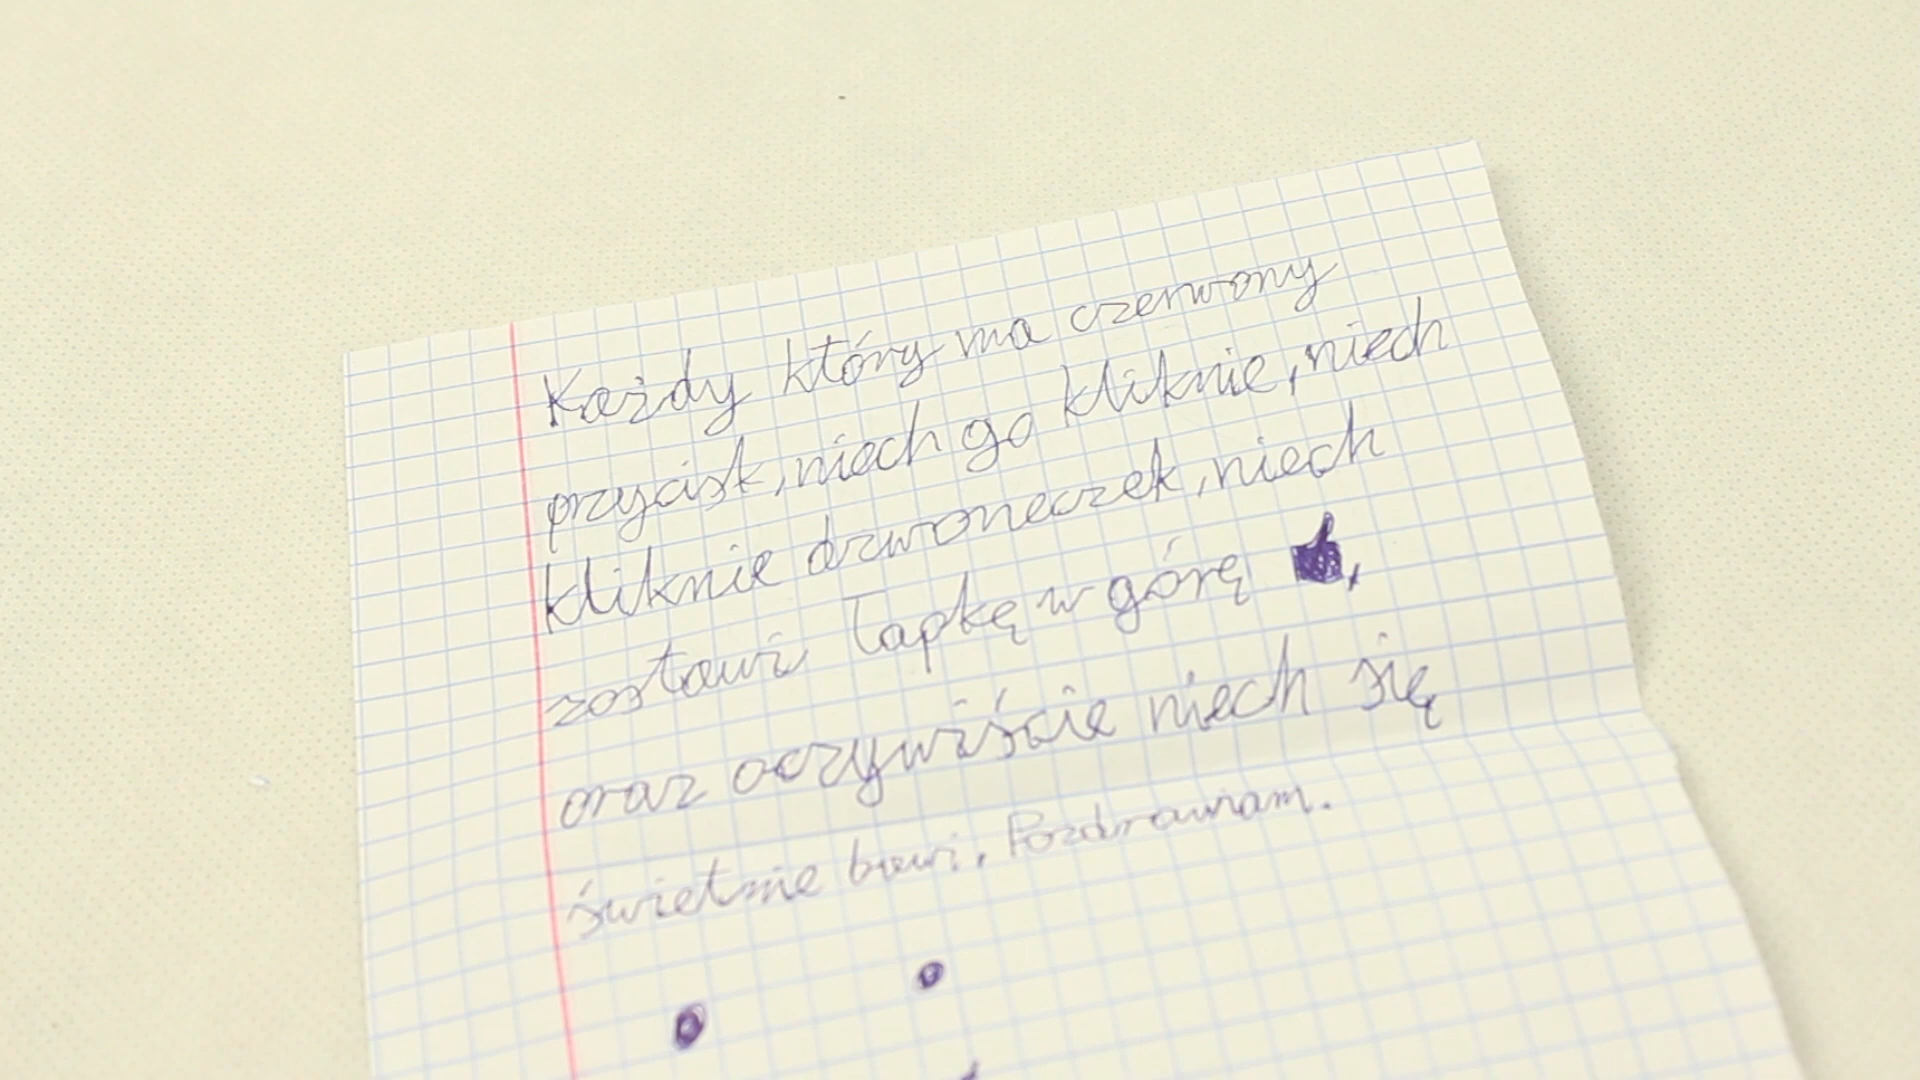 Każdy który ma czerwony
przycisk, niech go kliknie, niech
kliknie dzwoneczek, niech
zostawi łapkę w górę 👍,
oraz oczywiście niech się
świetnie bawi. Pozdrawiam.